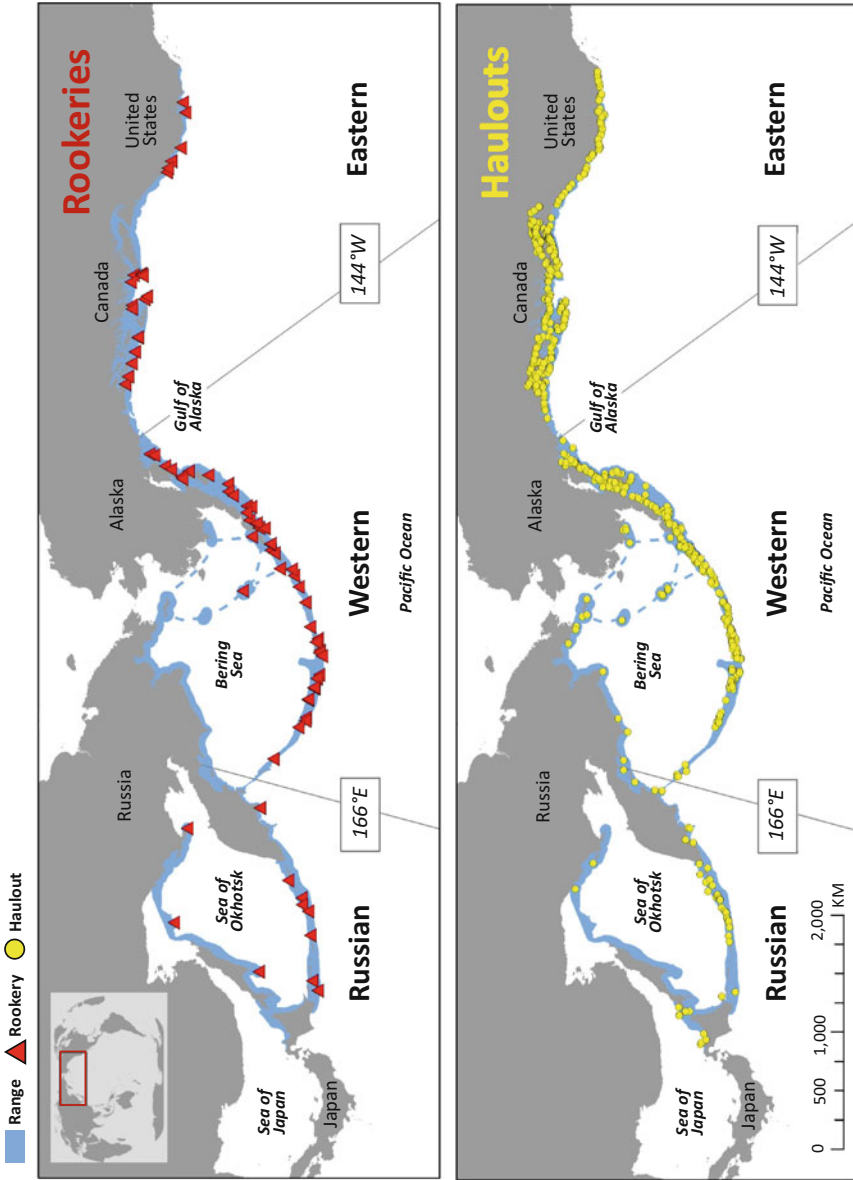 Range
Rookery
Haulout
Rookeries
United
States
Canada
Alaska
Russia
Gulf of
Alaska
Bering
Sea
Sea of
Okhotsk
Sea of
Japan
Japan
144°W
166°E
Eastern
Western
Russian
Pacific Ocean
Haulouts
United
States
Canada
Alaska
Russia
Gulf of
Alaska
Bering
Sea
Sea of
Okhotsk
Sea of
Japan
Japan
144°W
166°E
Eastern
Western
Russian
Pacific Ocean
0 500 1,000 2,000
KM